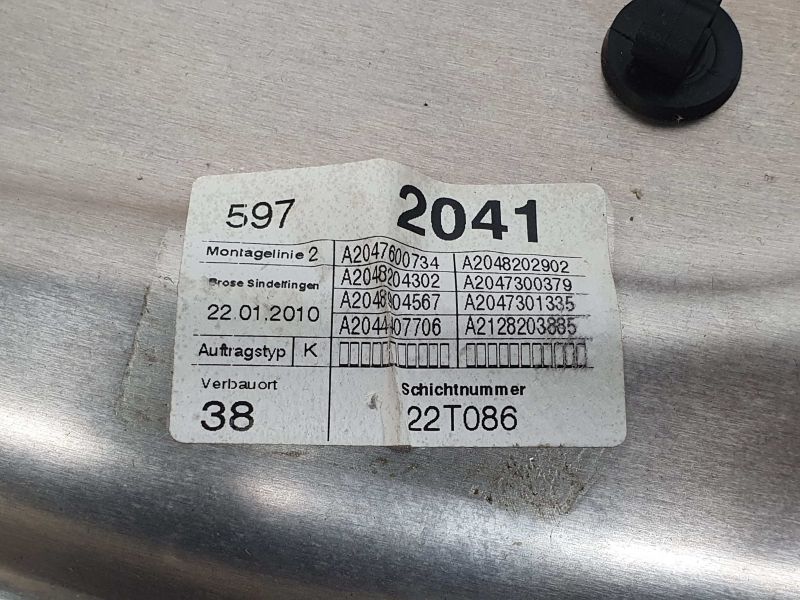 597 2041
Montagelinie 2 A2047600734 A2048202902
Brose Sindelfingen A2048204302 A2047300379
22.01.2010 A2047301335
A2128203885
Auftragstyp K
Verbauort Schichtnummer
38 22T086